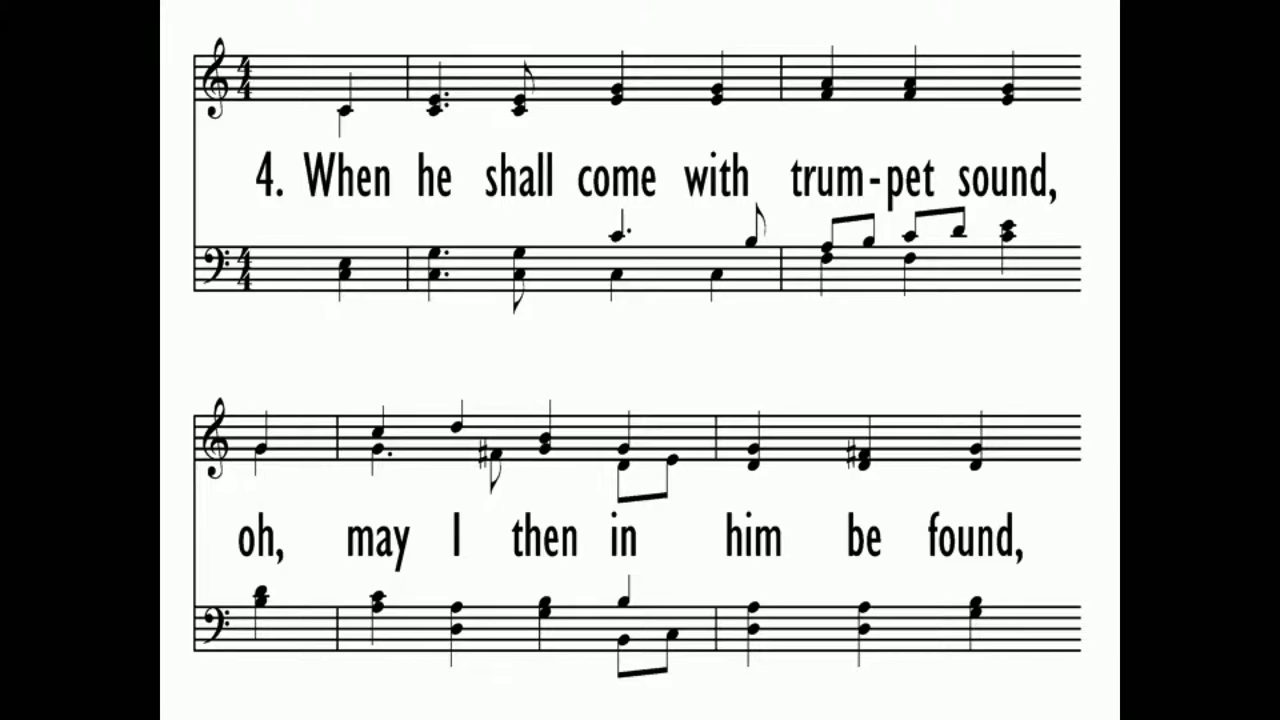 4. When he shall come with trum-pet sound,
oh, may I then in him be found,